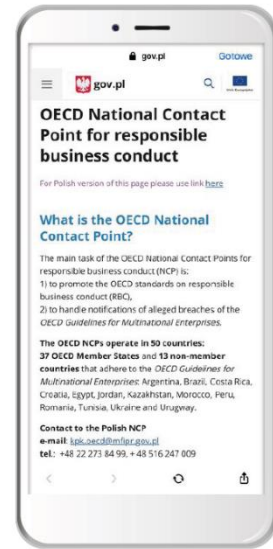 gov.pl
Gotowe
gov.pl
OECD National Contact
Point for responsible
business conduct
For Polish version of this page please use link here
What is the OECD National
Contact Point?
The main task of the OECD National Contact Points for
responsible business conduct (NCP) is:
1) to promote the OECD standards on responsible
business conduct (RBC),
2) to handle notifications of alleged breaches of the
OECD Guidelines for Multinational Enterprises.
The OECD NCPs operate in 50 countries:
37 OECD Member States and 13 non-member
countries that adhere to the OECD Guidelines for
Multinational Enterprises: Argentina, Brazil, Costa Rica,
Croatia, Egypt, Jordan, Kazakhstan, Morocco, Peru,
Romania, Tunisia, Ukraine and Urugway.
Contact to the Polish NCP
e-mail: kpk.oecd@mfipr.gov.pl
tel.: +48 22 273 84 99, +48 516 247 009